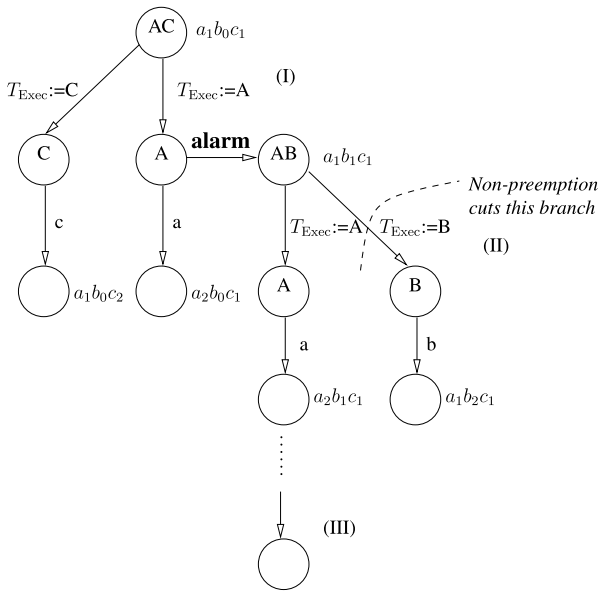 AC a₁b₀c₁
(I)
T_Exec:=C T_Exec:=A
alarm
C A AB a₁b₁c₁
Non-preemption
cuts this branch
c a T_Exec:=A T_Exec:=B
(II)
A B
a₁b₀c₂ a₂b₀c₁
a b
a₂b₁c₁ a₁b₂c₁
(III)